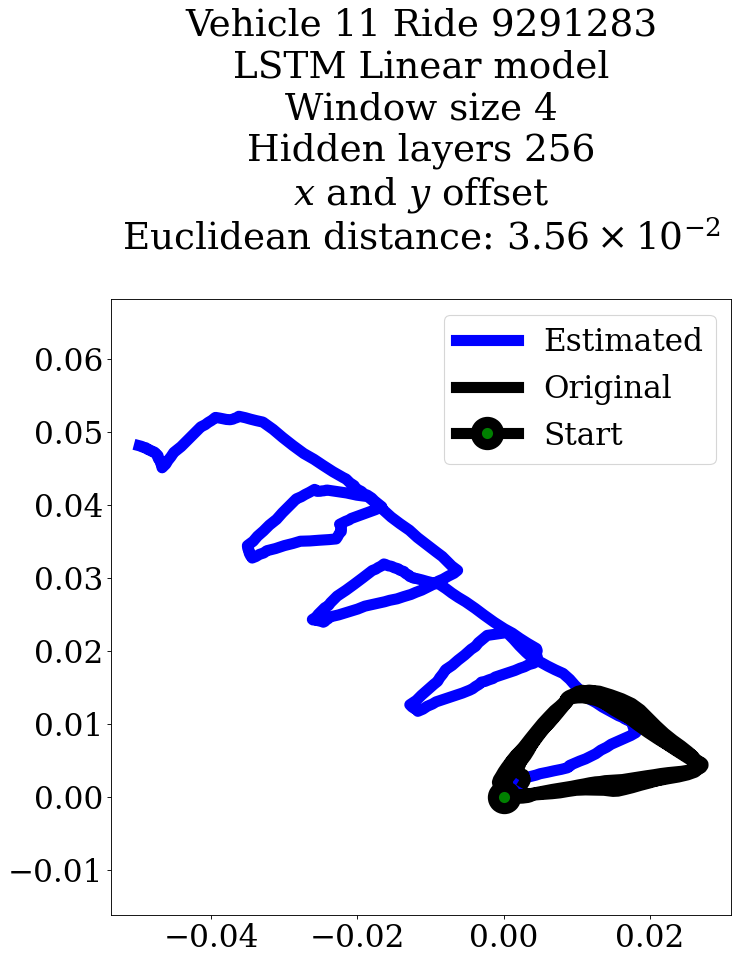 Vehicle 11 Ride 9291283
LSTM Linear model
Window size 4
Hidden layers 256
x and y offset
Euclidean distance: 3.56 × 10⁻²
Estimated
Original
Start
0.06
0.05
0.04
0.03
0.02
0.01
0.00
−0.01
−0.04
−0.02
0.00
0.02